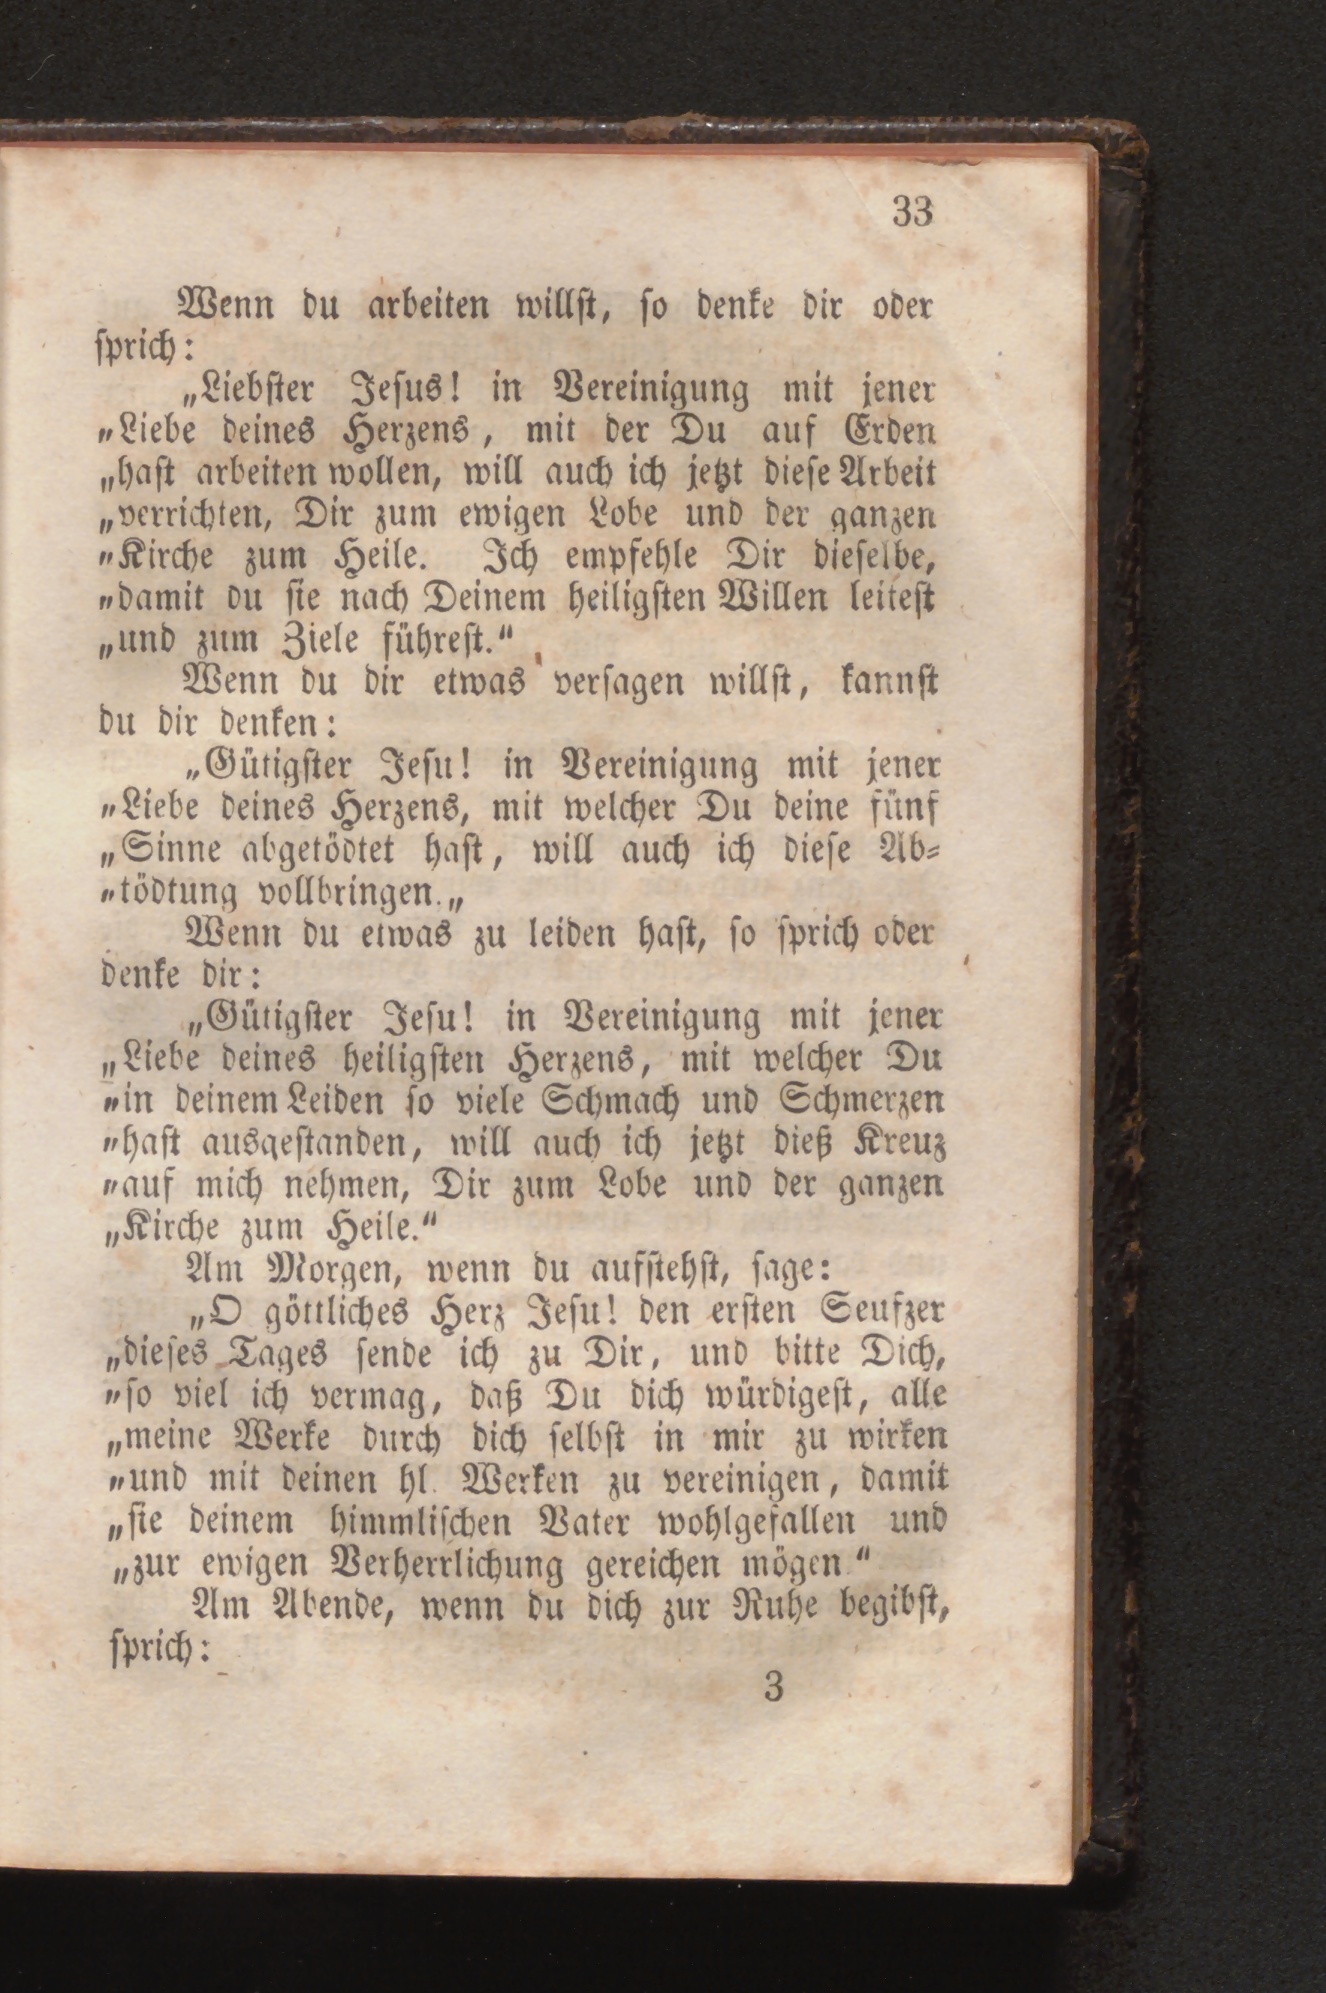 33
Wenn du arbeiten willſt, ſo denke dir oder
ſprich:
„Liebſter Jeſus! in Vereinigung mit jener
„Liebe deines Herzens, mit der Du auf Erden
„haſt arbeiten wollen, will auch ich jetzt dieſe Arbeit
„verrichten, Dir zum ewigen Lobe und der ganzen
„Kirche zum Heile. Ich empfehle Dir dieſelbe,
„damit du ſie nach Deinem heiligſten Willen leiteſt
„und zum Ziele führeſt.“
Wenn du dir etwas verſagen willſt, kannſt
du dir denken:
„Gütigſter Jeſu! in Vereinigung mit jener
„Liebe deines Herzens, mit welcher Du deine fünf
„Sinne abgetödtet haſt, will auch ich dieſe Ab⸗
„tödtung vollbringen.„
Wenn du etwas zu leiden haſt, ſo ſprich oder
denke dir:
„Gütigſter Jeſu! in Vereinigung mit jener
„Liebe deines heiligſten Herzens, mit welcher Du
„in deinem Leiden ſo viele Schmach und Schmerzen
„haſt ausgeſtanden, will auch ich jetzt dieß Kreuz
„auf mich nehmen, Dir zum Lobe und der ganzen
„Kirche zum Heile.“
Am Morgen, wenn du aufſtehſt, ſage:
„O göttliches Herz Jeſu! den erſten Seufzer
„dieſes Tages ſende ich zu Dir, und bitte Dich,
„ſo viel ich vermag, daß Du dich würdigeſt, alle
„meine Werke durch dich ſelbſt in mir zu wirken
„und mit deinen hl. Werken zu vereinigen, damit
„ſie deinem himmliſchen Vater wohlgefallen und
„zur ewigen Verherrlichung gereichen mögen.“
Am Abende, wenn du dich zur Ruhe begibſt,
ſprich:
3